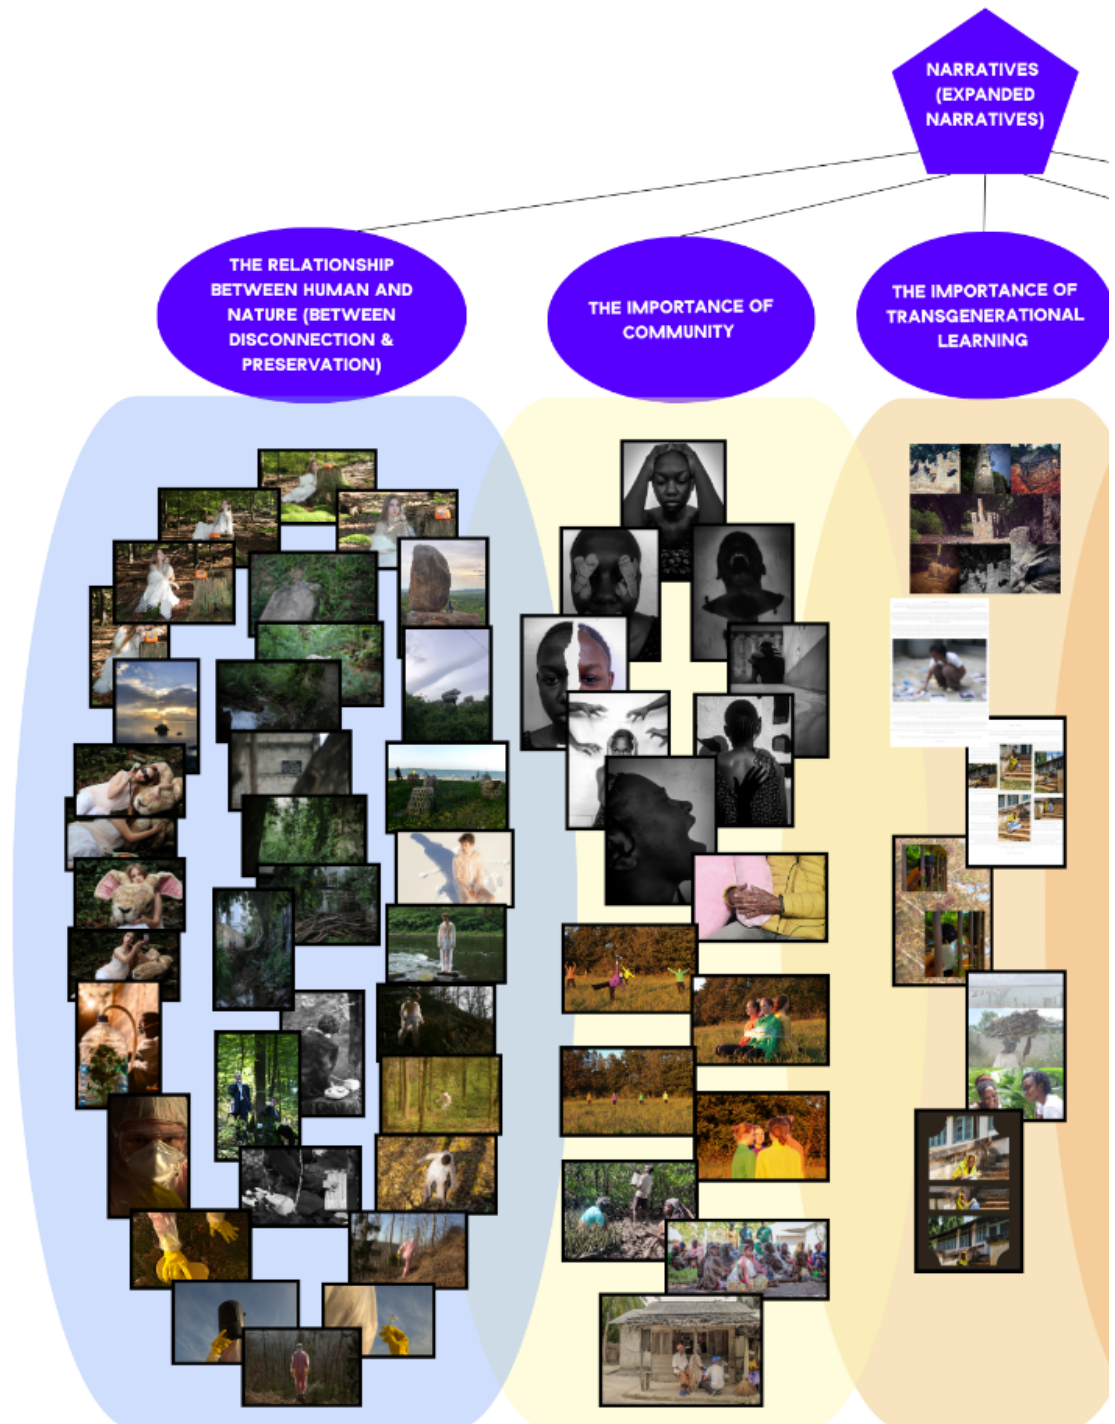 NARRATIVES
(EXPANDED
NARRATIVES)
THE RELATIONSHIP
BETWEEN HUMAN AND
NATURE (BETWEEN
DISCONNECTION &
PRESERVATION)
THE IMPORTANCE OF
COMMUNITY
THE IMPORTANCE OF
TRANSGENERATIONAL
LEARNING